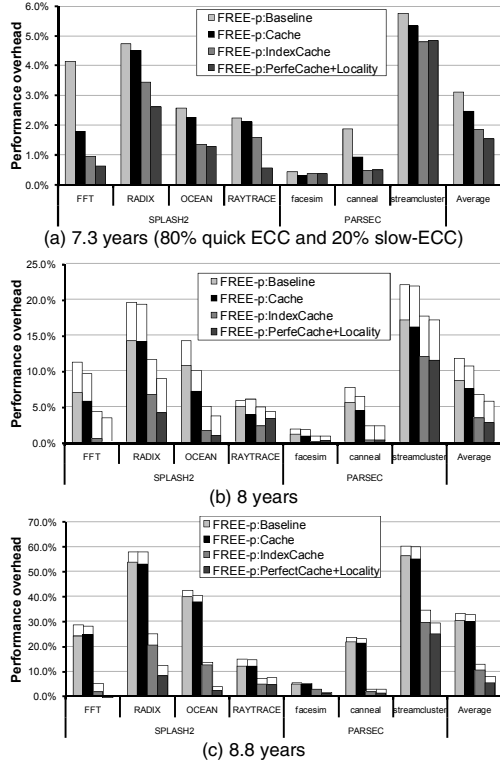 Performance overhead
6.0%
5.0%
4.0%
3.0%
2.0%
1.0%
0.0%
FREE-p:Baseline
FREE-p:Cache
FREE-p:IndexCache
FREE-p:PerfeCache+Locality
FFT RADIX OCEAN RAYTRACE facesim canneal streamcluster Average
SPLASH2 PARSEC
(a) 7.3 years (80% quick ECC and 20% slow-ECC)
Performance overhead
25.0%
20.0%
15.0%
10.0%
5.0%
0.0%
FREE-p:Baseline
FREE-p:Cache
FREE-p:IndexCache
FREE-p:PerfeCache+Locality
FFT RADIX OCEAN RAYTRACE facesim canneal streamcluster Average
SPLASH2 PARSEC
(b) 8 years
Performance overhead
70.0%
60.0%
50.0%
40.0%
30.0%
20.0%
10.0%
0.0%
FREE-p:Baseline
FREE-p:Cache
FREE-p:IndexCache
FREE-p:PerfectCache+Locality
FFT RADIX OCEAN RAYTRACE facesim canneal streamcluster Average
SPLASH2 PARSEC
(c) 8.8 years